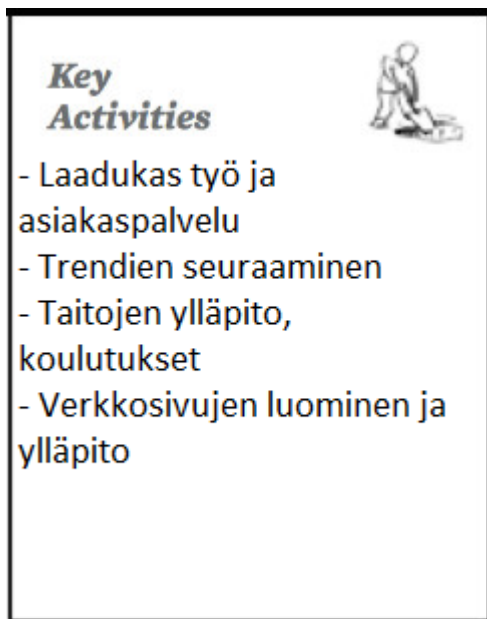 Key
Activities
- Laadukas työ ja
asiakaspalvelu
- Trendien seuraaminen
- Taitojen ylläpito,
koulutukset
- Verkkosivujen luominen ja
ylläpito